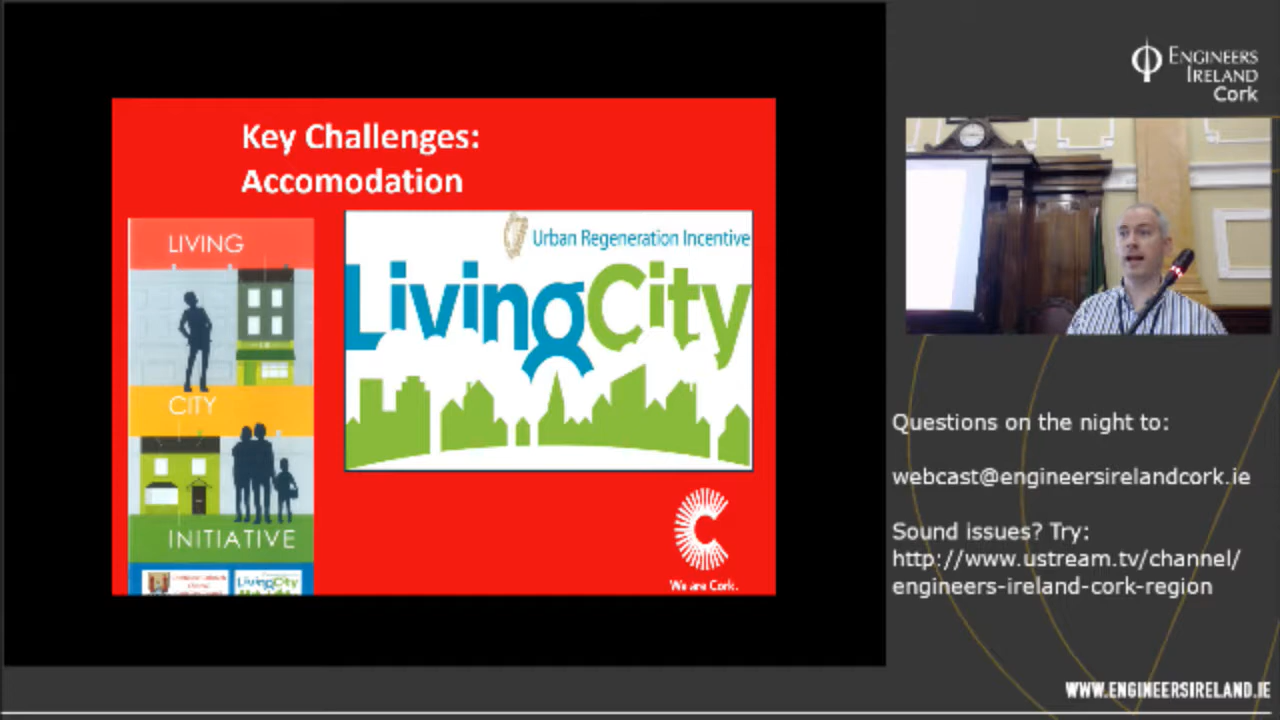 Key Challenges:
Accomodation
LIVING
CITY
INITIATIVE
LivingCity
Urban Regeneration Incentive
LivingCity
We are Cork.
ENGINEERS
IRELAND
Cork
Questions on the night to:
webcast@engineersirelandcork.ie
Sound issues? Try:
http://www.ustream.tv/channel/
engineers-ireland-cork-region
WWW.ENGINEERSIRELAND.IE